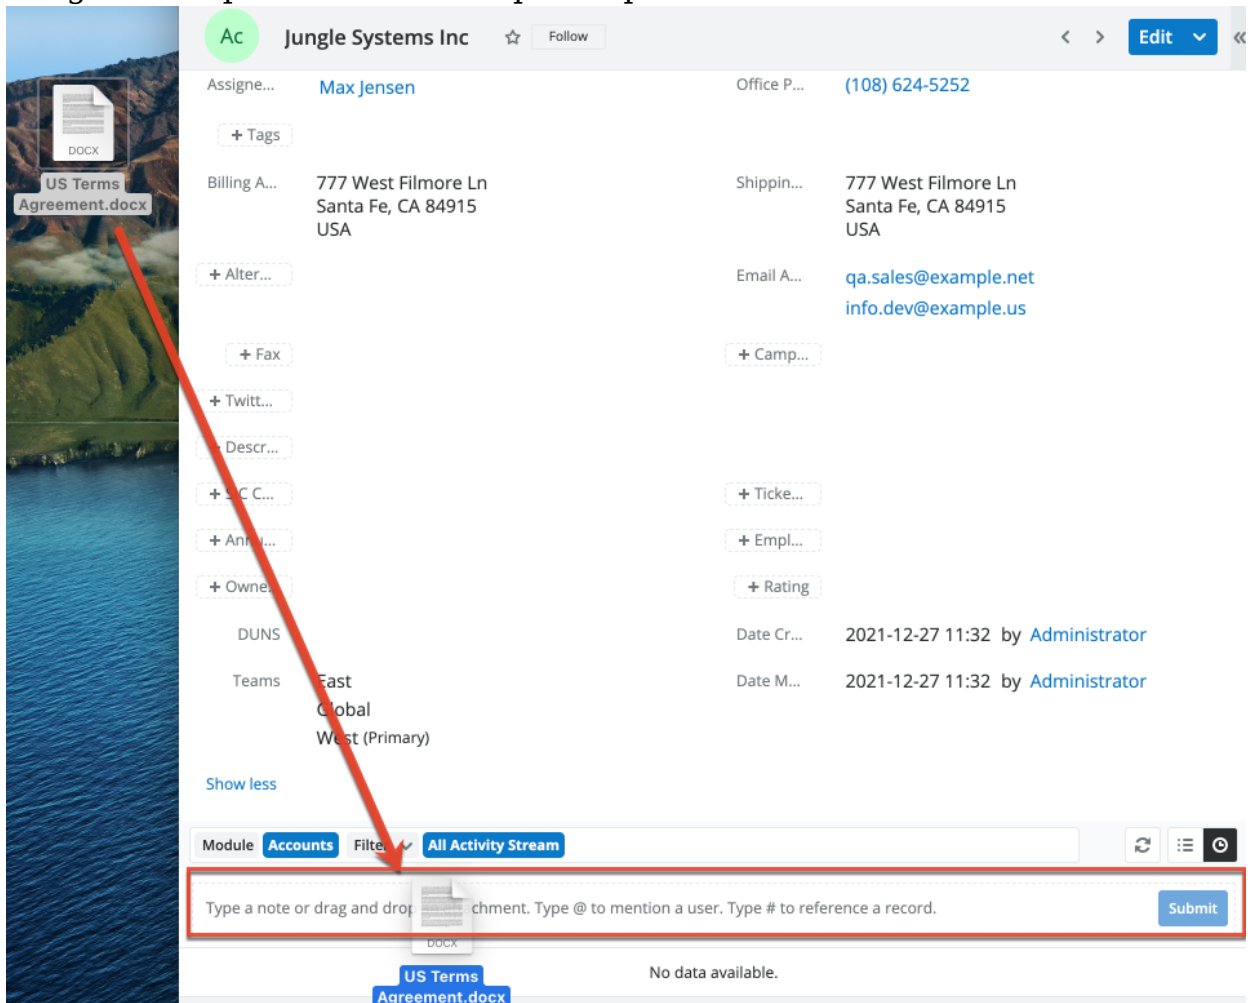 Ac
Jungle Systems Inc
Follow
Edit
Assigne...
Max Jensen
Office P...
(108) 624-5252
+ Tags
DOCX
US Terms
Agreement.docx
Billing A...
777 West Filmore Ln
Santa Fe, CA 84915
USA
Shippin...
777 West Filmore Ln
Santa Fe, CA 84915
USA
+ Alter...
Email A...
qa.sales@example.net
info.dev@example.us
+ Fax
+ Camp...
+ Twitt...
Descr...
C C...
+ Ticke...
+ Empl...
+ Rating
DUNS
Date Cr...
2021-12-27 11:32 by Administrator
Teams
East
Global
West (Primary)
Date M...
2021-12-27 11:32 by Administrator
Show less
Module Accounts Filter All Activity Stream
Type a note or drag and drop chment. Type @ to mention a user. Type # to reference a record.
Submit
DOCX
US Terms
Agreement.docx
No data available.